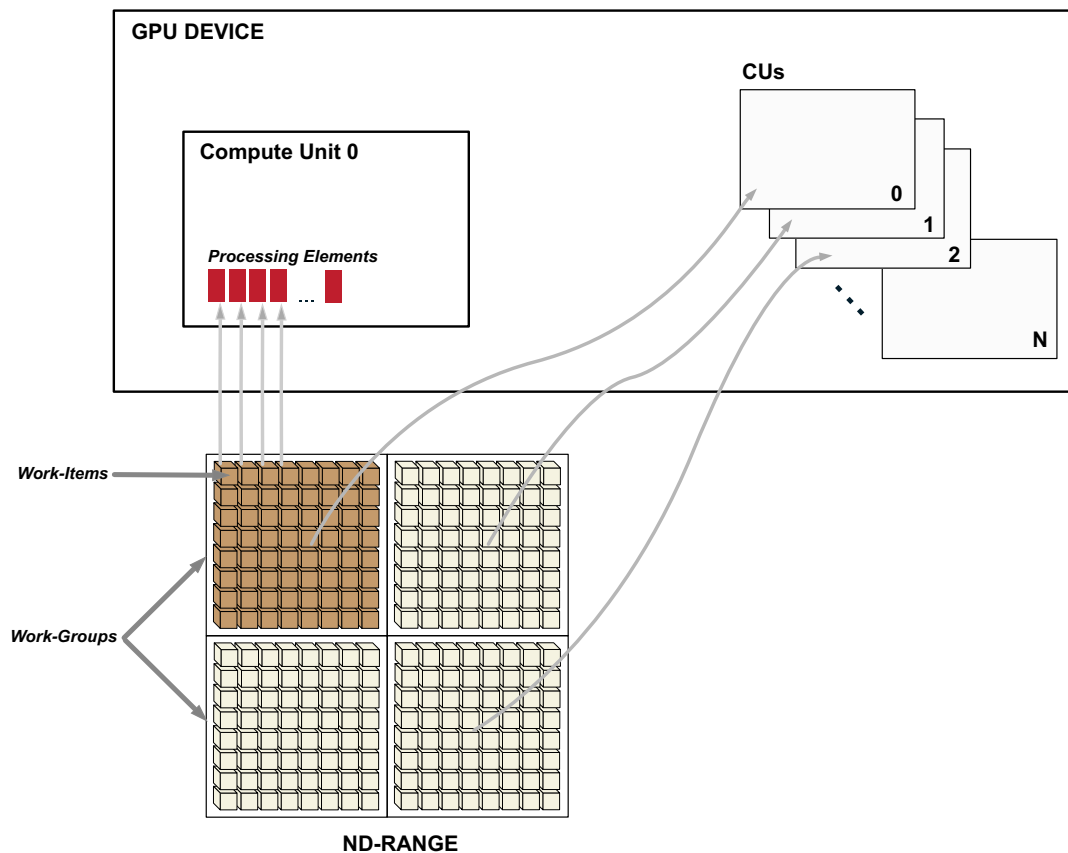 GPU DEVICE
CUs
Compute Unit 0
0
Processing Elements
1
2
...
N
Work-Items
Work-Groups
ND-RANGE